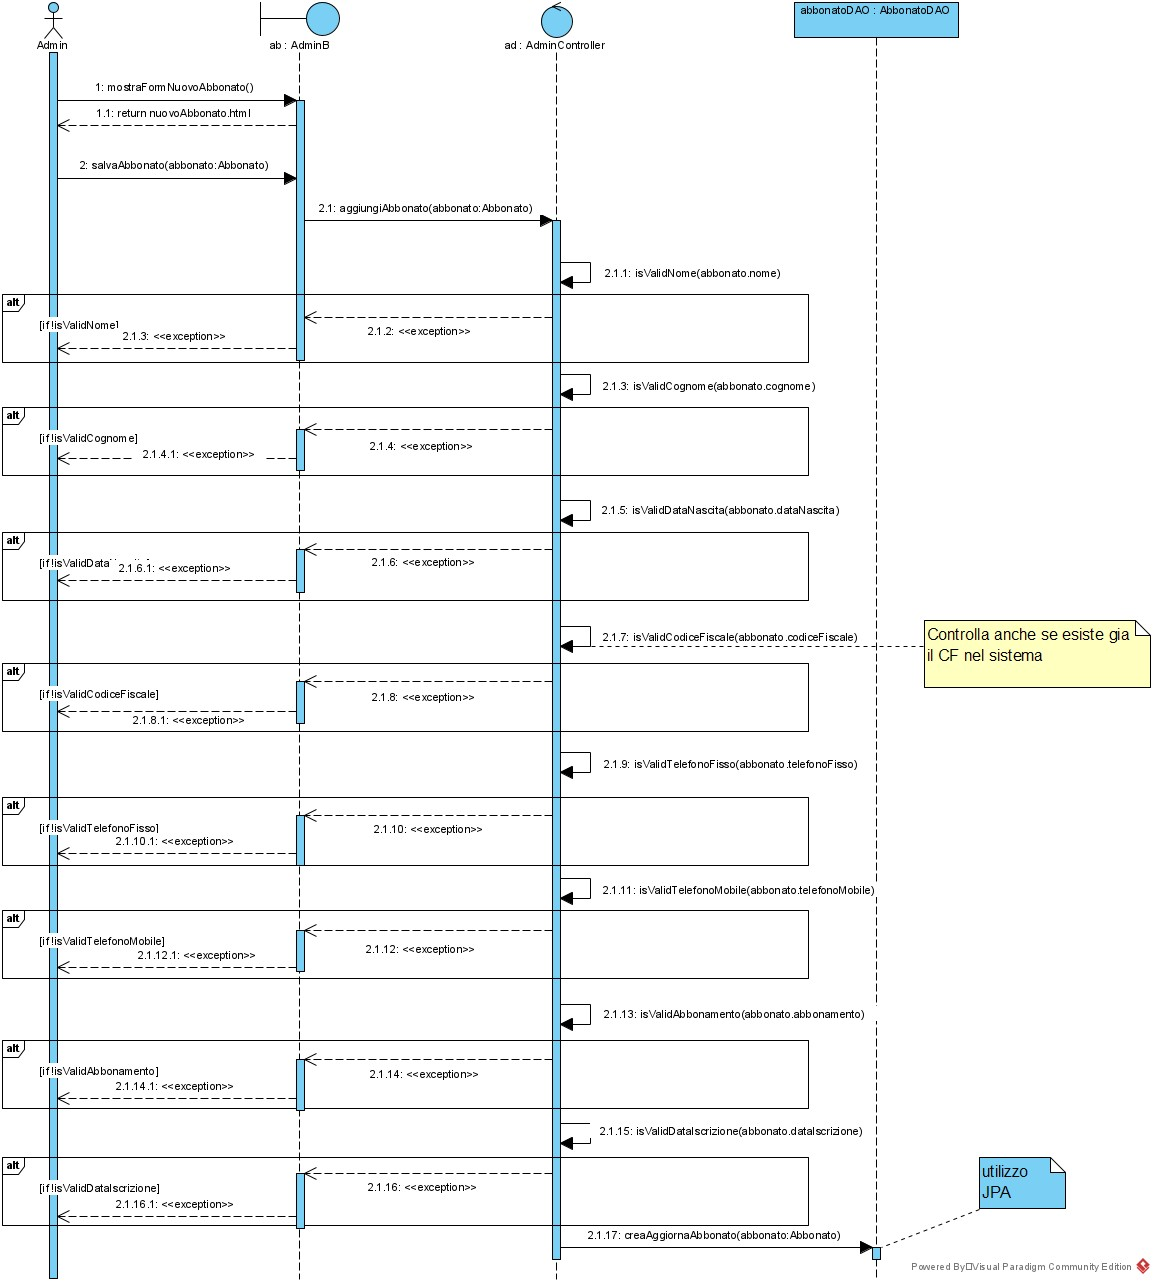 abbonatoDAO : AbbonatoDAO
Admin
ab : AdminB
ad : AdminController
1: mostraFormNuovoAbbonato()
1.1: return nuovoAbbonato.html
2: salvaAbbonato(abbonato:Abbonato)
2.1: aggiungiAbbonato(abbonato:Abbonato)
2.1.1: isValidNome(abbonato.nome)
alt
[if!isValidNome]
2.1.2: <<exception>>
2.1.3: <<exception>>
2.1.3: isValidCognome(abbonato.cognome)
alt
[if!isValidCognome]
2.1.4: <<exception>>
2.1.4.1: <<exception>>
2.1.5: isValidDataNascita(abbonato.dataNascita)
alt
[if!isValidData
2.1.6: <<exception>>
2.1.6.1: <<exception>>
2.1.7: isValidCodiceFiscale(abbonato.codiceFiscale)
Controlla anche se esiste gia
il CF nel sistema
alt
[if!isValidCodiceFiscale]
2.1.8: <<exception>>
2.1.8.1: <<exception>>
2.1.9: isValidTelefonoFisso(abbonato.telefonoFisso)
alt
[if!isValidTelefonoFisso]
2.1.10: <<exception>>
2.1.10.1: <<exception>>
2.1.11: isValidTelefonoMobile(abbonato.telefonoMobile)
alt
[if!isValidTelefonoMobile]
2.1.12: <<exception>>
2.1.12.1: <<exception>>
2.1.13: isValidAbbonamento(abbonato.abbonamento)
alt
[if!isValidAbbonamento]
2.1.14: <<exception>>
2.1.14.1: <<exception>>
2.1.15: isValidDataIscrizione(abbonato.dataIscrizione)
alt
[if!isValidDataIscrizione]
2.1.16: <<exception>>
2.1.16.1: <<exception>>
utilizo
JPA
2.1.17: creaAggiornaAbbonato(abbonato:Abbonato)
Powered By Visual Paradigm Community Edition